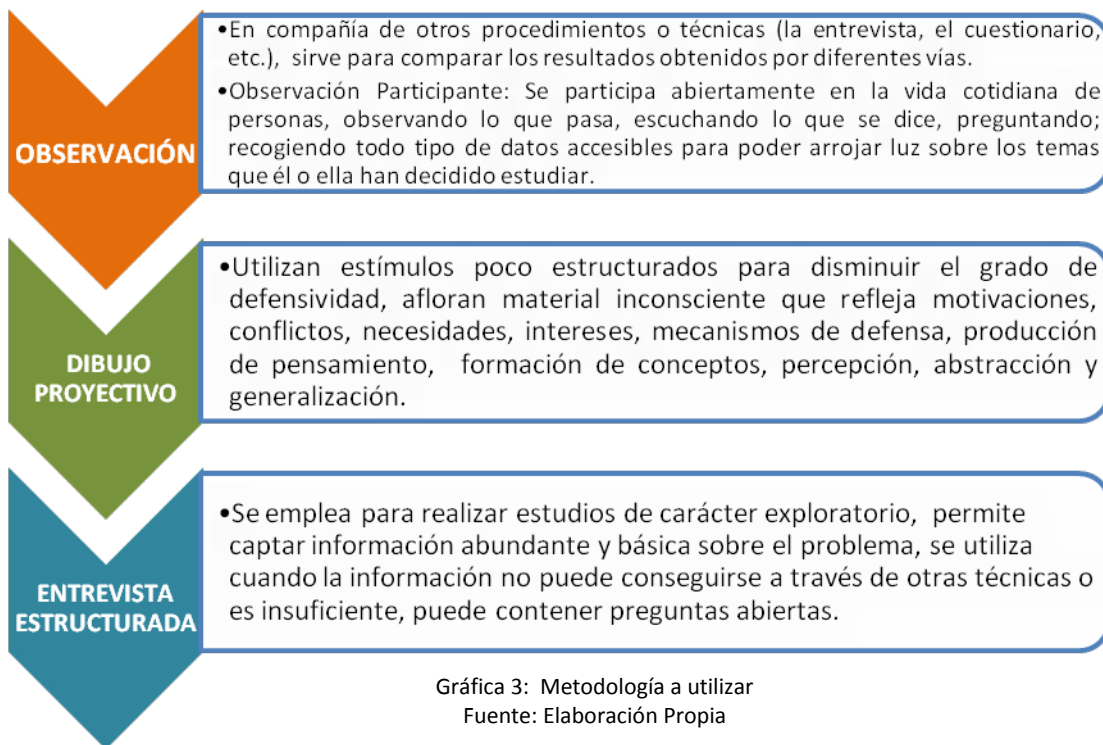 OBSERVACIÓN
•En compañía de otros procedimientos o técnicas (la entrevista, el cuestionario,
etc.), sirve para comparar los resultados obtenidos por diferentes vías.
•Observación Participante: Se participa abiertamente en la vida cotidiana de
personas, observando lo que pasa, escuchando lo que se dice, preguntando;
recogiendo todo tipo de datos accesibles para poder arrojar luz sobre los temas
que él o ella han decidido estudiar.
DIBUJO
PROYECTIVO
•Utilizan estímulos poco estructurados para disminuir el grado de
defensividad, afloran material inconsciente que refleja motivaciones,
conflictos, necesidades, intereses, mecanismos de defensa, producción
de pensamiento, formación de conceptos, percepción, abstracción y
generalización.
ENTREVISTA
ESTRUCTURADA
•Se emplea para realizar estudios de carácter exploratorio, permite
captar información abundante y básica sobre el problema, se utiliza
cuando la información no puede conseguirse a través de otras técnicas o
es insuficiente, puede contener preguntas abiertas.
Gráfica 3: Metodología a utilizar
Fuente: Elaboración Propia